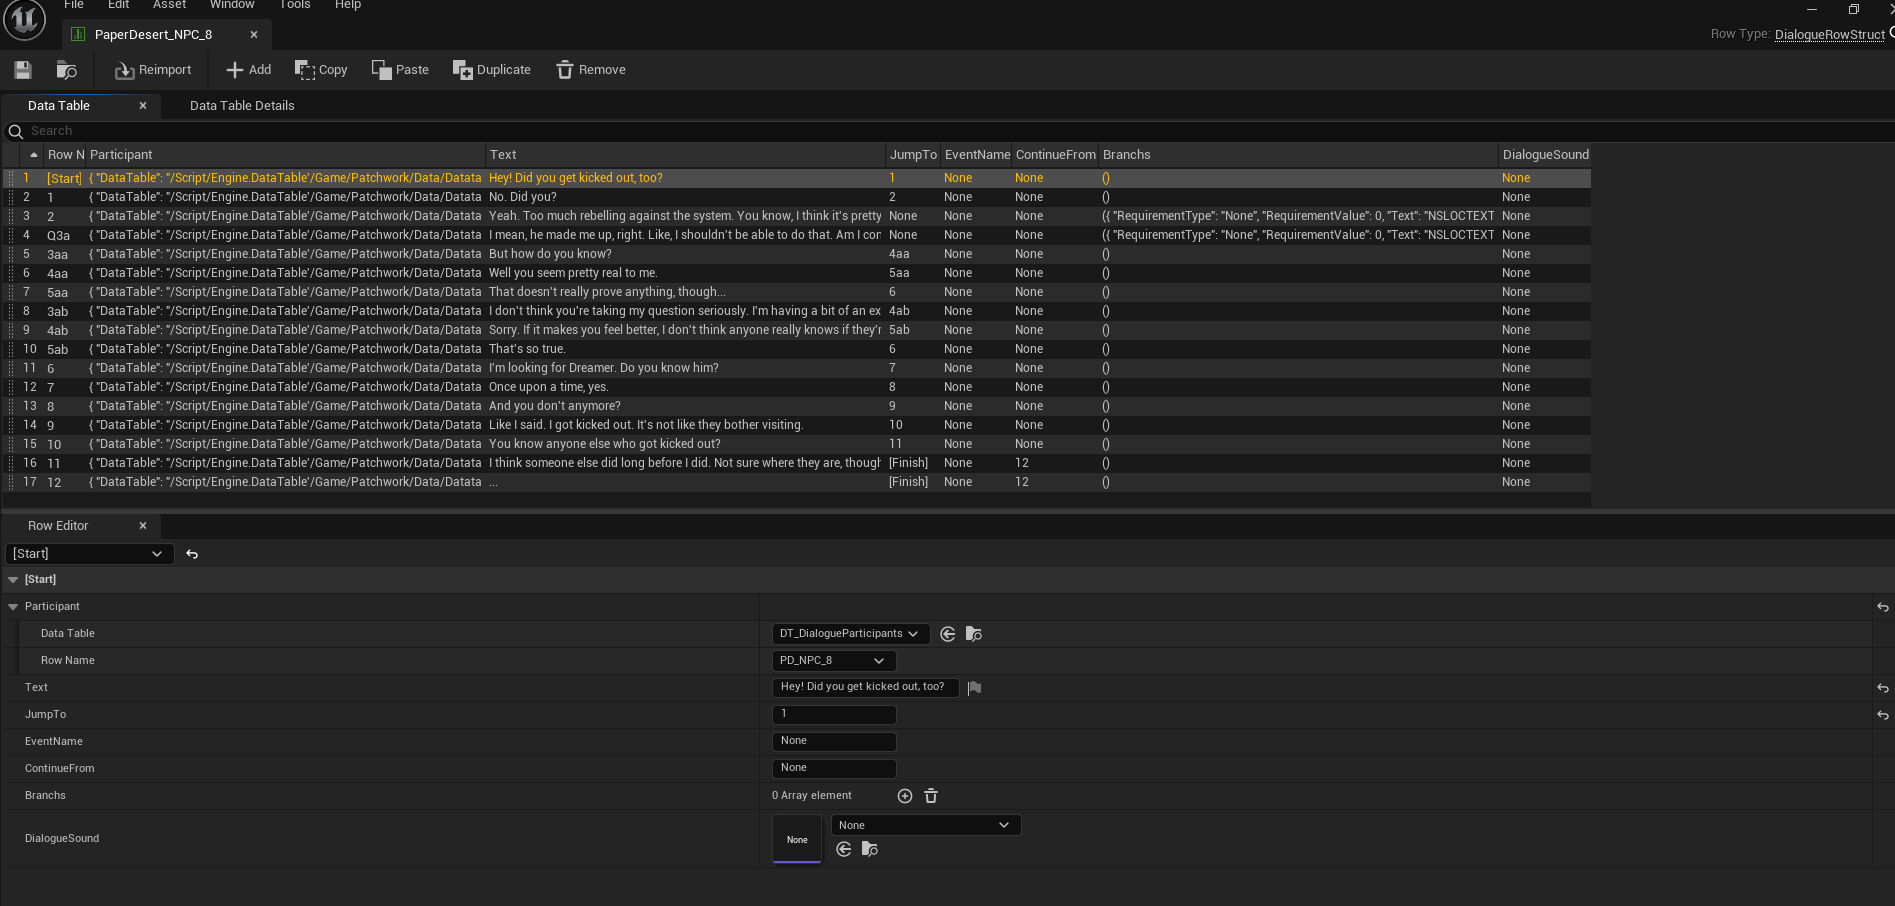 File Edit Asset Window Tools Help
PaperDesert_NPC_8
Row Type: DialogueRowStruct
Reimport Add Copy Paste Duplicate Remove
Data Table Data Table Details
Search
Row N Participant Text JumpTo EventName ContinueFrom Branchs DialogueSound
1 [Start] { "DataTable": "/Script/Engine.DataTable'/Game/Patchwork/Data/Datata Hey! Did you get kicked out, too? 1 None None () None
2 1 { "DataTable": "/Script/Engine.DataTable'/Game/Patchwork/Data/Datata No. Did you? 2 None None () None
3 2 { "DataTable": "/Script/Engine.DataTable'/Game/Patchwork/Data/Datata Yeah. Too much rebelling against the system. You know, I think it's pretty None None None ({ "RequirementType": "None", "RequirementValue": 0, "Text": "NSLOCTEXT None
4 Q3a { "DataTable": "/Script/Engine.DataTable'/Game/Patchwork/Data/Datata I mean, he made me up, right. Like, I shouldn't be able to do that. Am I cor None None None ({ "RequirementType": "None", "RequirementValue": 0, "Text": "NSLOCTEXT None
5 3aa { "DataTable": "/Script/Engine.DataTable'/Game/Patchwork/Data/Datata But how do you know? 4aa None None () None
6 4aa { "DataTable": "/Script/Engine.DataTable'/Game/Patchwork/Data/Datata Well you seem pretty real to me. 5aa None None () None
7 5aa { "DataTable": "/Script/Engine.DataTable'/Game/Patchwork/Data/Datata That doesn't really prove anything, though... 6 None None () None
8 3ab { "DataTable": "/Script/Engine.DataTable'/Game/Patchwork/Data/Datata I don't think you're taking my question seriously. I'm having a bit of an ex 4ab None None () None
9 4ab { "DataTable": "/Script/Engine.DataTable'/Game/Patchwork/Data/Datata Sorry. If it makes you feel better, I don't think anyone really knows if they'r 5ab None None () None
10 5ab { "DataTable": "/Script/Engine.DataTable'/Game/Patchwork/Data/Datata That's so true. 6 None None () None
11 6 { "DataTable": "/Script/Engine.DataTable'/Game/Patchwork/Data/Datata I'm looking for Dreamer. Do you know him? 7 None None () None
12 7 { "DataTable": "/Script/Engine.DataTable'/Game/Patchwork/Data/Datata Once upon a time, yes. 8 None None () None
13 8 { "DataTable": "/Script/Engine.DataTable'/Game/Patchwork/Data/Datata And you don't anymore? 9 None None () None
14 9 { "DataTable": "/Script/Engine.DataTable'/Game/Patchwork/Data/Datata Like I said. I got kicked out. It's not like they bother visiting. 10 None None () None
15 10 { "DataTable": "/Script/Engine.DataTable'/Game/Patchwork/Data/Datata You know anyone else who got kicked out? 11 None None () None
16 11 { "DataTable": "/Script/Engine.DataTable'/Game/Patchwork/Data/Datata I think someone else did long before I did. Not sure where they are, though [Finish] None 12 () None
17 12 { "DataTable": "/Script/Engine.DataTable'/Game/Patchwork/Data/Datata ... [Finish] None 12 () None
Row Editor
[Start]
[Start]
Participant
Data Table DT_DialogueParticipants
Row Name PD_NPC_8
Text Hey! Did you get kicked out, too?
JumpTo 1
EventName None
ContinueFrom None
Branchs 0 Array element
DialogueSound None None